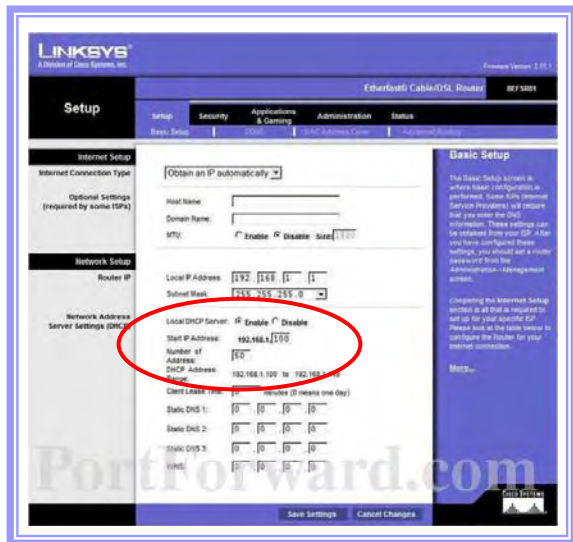 LINKSYS®
A Division of Cisco Systems, Inc.
Firmware Version: 2.01.1
Etherfast® Cable/DSL Router BEFSR81
Setup
Setup Security Applications & Gaming Administration Status
Basic Setup DDNS MAC Address Clone Advanced Routing
Internet Setup
Internet Connection Type
Obtain an IP automatically
Optional Settings
(required by some ISPs)
Host Name:
Domain Name:
MTU: Enable Disable Size:
Network Setup
Router IP
Local IP Address: 192 . 168 . 1 . 1
Subnet Mask: 255.255.255.0
Network Address
Server Settings (DHCP)
Local DHCP Server: Enable Disable
Start IP Address: 192.168.1. 100
Number of
Address: 50
DHCP Address
Range: 192.168.1.100 to 192.168.1.
Client Lease Time: 0 minutes (0 means one day)
Static DNS 1: 0 . 0 . 0 . 0
Static DNS 2: 0 . 0 . 0 . 0
Static DNS 3: 0 . 0 . 0 . 0
WINS: 0 . 0 . 0 . 0
Basic Setup
The Basic Setup screen is
where basic configuration is
performed. Some ISPs (Internet
Service Providers) will require
that you enter the DNS
information. These settings can
be obtained from your ISP. After
you have configured these
settings, you should set a router
password from the
Administration->Management
screen.
Completing the Internet Setup
section is all that is required to
set up for your specific ISP.
Please look at the table below to
configure the Router for your
Internet connection.
More...
PortForward.com
Save Settings Cancel Changes
CISCO SYSTEMS